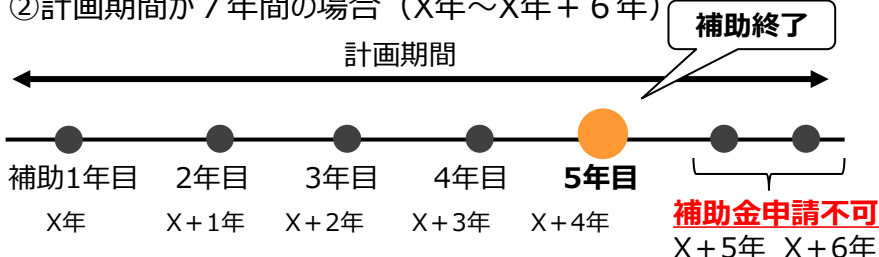 ②計画期間が７年間の場合（X年～X年＋６年）
補助終了
計画期間
補助1年目 2年目 3年目 4年目 5年目
X年 X＋1年 X＋2年 X＋3年 X＋4年
補助金申請不可
X＋5年 X＋6年